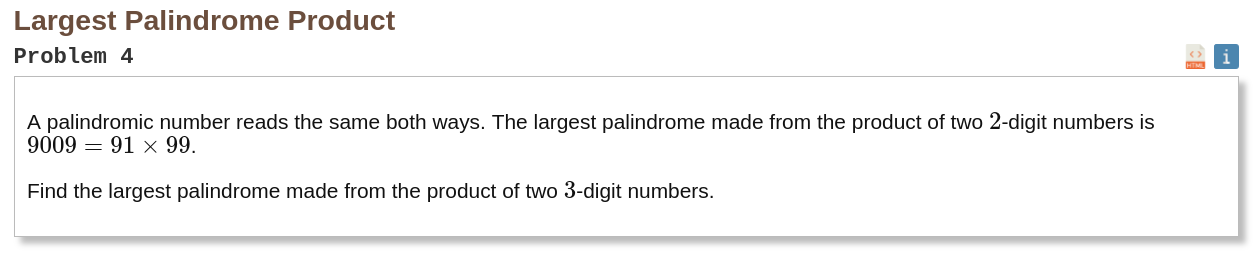 Largest Palindrome Product
Problem 4
HTML
i
A palindromic number reads the same both ways. The largest palindrome made from the product of two 2-digit numbers is
9009 = 91 × 99.
Find the largest palindrome made from the product of two 3-digit numbers.